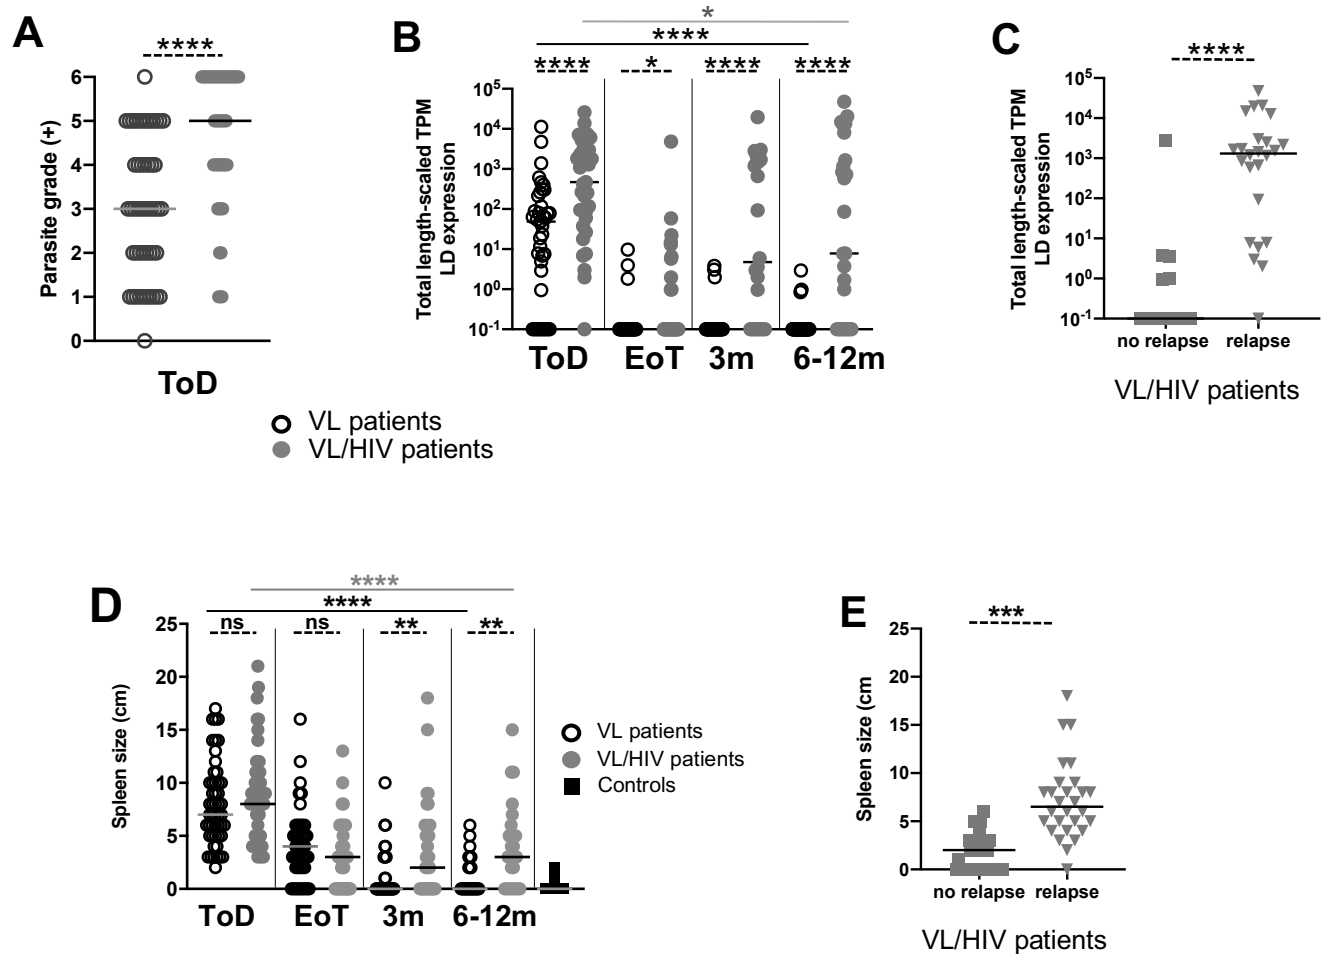 A
****
Parasite grade (+)
6
5
4
3
2
1
0
ToD
B
*
****
**** * **** ****
Total length-scaled TPM
LD expression
10^5
10^4
10^3
10^2
10^1
10^0
10^-1
ToD EoT 3m 6-12m
C
****
Total length-scaled TPM
LD expression
10^5
10^4
10^3
10^2
10^1
10^0
10^-1
no relapse relapse
VL/HIV patients
VL patients
VL/HIV patients
D
****
****
ns ns ** **
Spleen size (cm)
25
20
15
10
5
0
ToD EoT 3m 6-12m
VL patients
VL/HIV patients
Controls
E
***
Spleen size (cm
25
20
15
10
5
0
no relapse relapse
VL/HIV patients